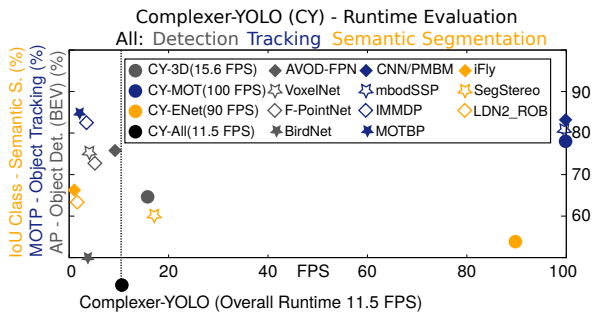 Complexer-YOLO (CY) - Runtime Evaluation
All: Detection Tracking Semantic Segmentation
IoU Class - Semantic S. (%)
MOTP - Object Tracking (%)
AP - Object Det. (BEV) (%)
CY-3D(15.6 FPS) AVOD-FPN CNN/PMBM iFly
CY-MOT(100 FPS) VoxelNet mbodSSP SegStereo
CY-ENet(90 FPS) F-PointNet IMMDP LDN2_ROB
CY-All(11.5 FPS) BirdNet MOTBP
90
80
70
60
0 20 40 FPS 60 80 100
Complexer-YOLO (Overall Runtime 11.5 FPS)